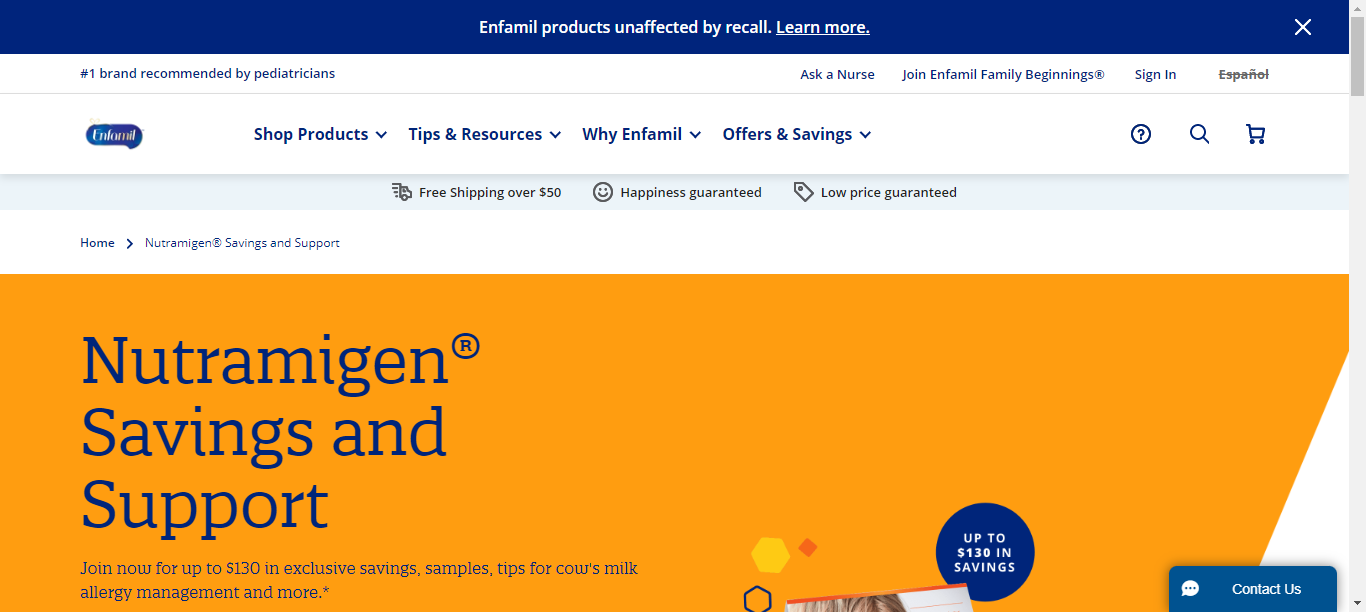 Enfamil products unaffected by recall. Learn more.
#1 brand recommended by pediatricians
Ask a Nurse
Join Enfamil Family Beginnings®
Sign In
Español
Enfamil
Shop Products
Tips & Resources
Why Enfamil
Offers & Savings
Free Shipping over $50
Happiness guaranteed
Low price guaranteed
Home
Nutramigen® Savings and Support
Nutramigen®
Savings and
Support
Join now for up to $130 in exclusive savings, samples, tips for cow's milk
allergy management and more.*
UP TO
$130 IN
SAVINGS
Contact Us